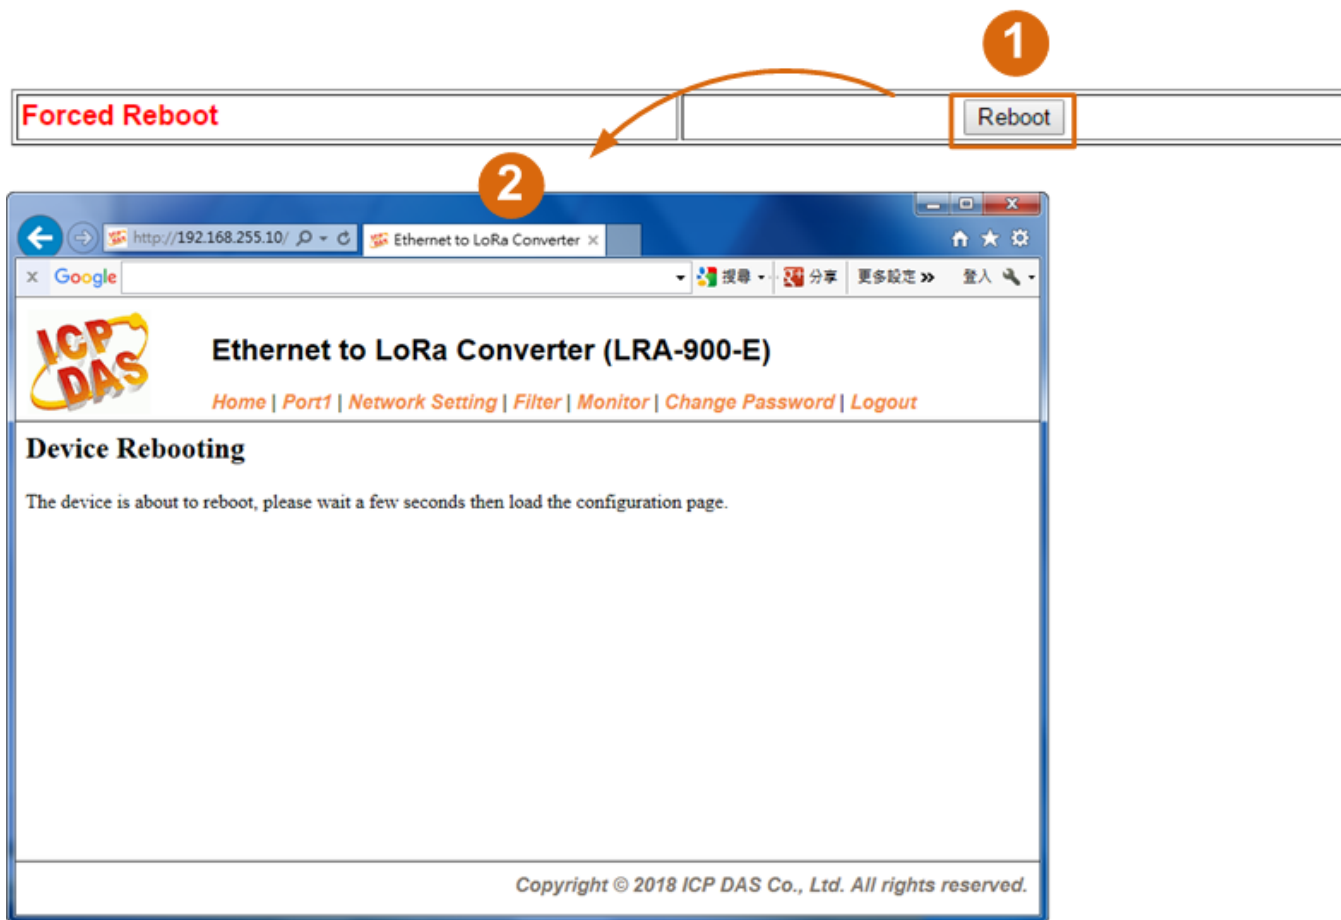 1
Forced Reboot Reboot
2
http://192.168.255.10/ Ethernet to LoRa Converter ×
x Google 搜尋 分享 更多設定 » 登入
ICP DAS
Ethernet to LoRa Converter (LRA-900-E)
Home | Port1 | Network Setting | Filter | Monitor | Change Password | Logout
Device Rebooting
The device is about to reboot, please wait a few seconds then load the configuration page.
Copyright © 2018 ICP DAS Co., Ltd. All rights reserved.